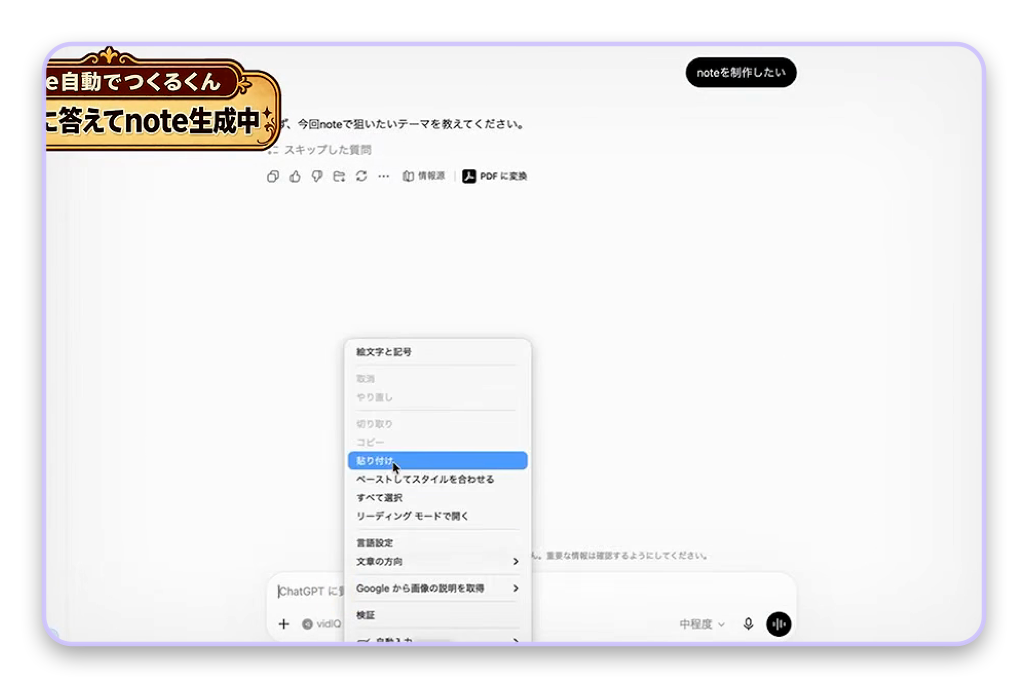 e自動でつくるくん
に答えてnote生成中
noteを制作したい
ず、今回noteで狙いたいテーマを教えてください。
スキップした質問
情報源
PDF に変換
絵文字と記号
取消
やり直し
切り取り
コピー
貼り付け
ペーストしてスタイルを合わせる
すべて選択
リーディング モードで開く
言語設定
文章の方向
Google から画像の説明を取得
検証
自動入力
ん。重要な情報は確認するようにしてください。
ChatGPT に
vidIQ
中程度